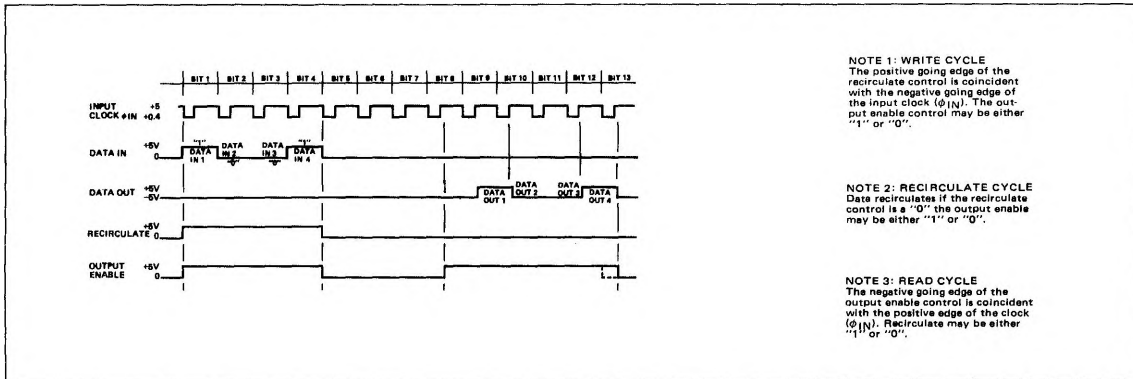 BIT 1 BIT 2 BIT 3 BIT 4 BIT 5 BIT 6 BIT 7 BIT 8 BIT 9 BIT 10 BIT 11 BIT 12 BIT 13
INPUT +5
CLOCK φIN +0.4
DATA IN +5V
0
"1"
DATA IN 1
DATA IN 2
"0"
DATA IN 3
"0"
"1"
DATA IN 4
DATA OUT +5V
−5V
DATA OUT 1
DATA OUT 2
DATA OUT 3
DATA OUT 4
RECIRCULATE +5V
0
OUTPUT +5V
ENABLE 0
NOTE 1: WRITE CYCLE
The positive going edge of the
recirculate control is coincident
with the negative going edge of
the input clock (φIN). The out-
put enable control may be either
"1" or "0".
NOTE 2: RECIRCULATE CYCLE
Data recirculates if the recirculate
control is a "0" the output enable
may be either "1" or "0".
NOTE 3: READ CYCLE
The negative going edge of the
output enable control is coincident
with the positive edge of the clock
(φIN). Recirculate may be either
"1" or "0".